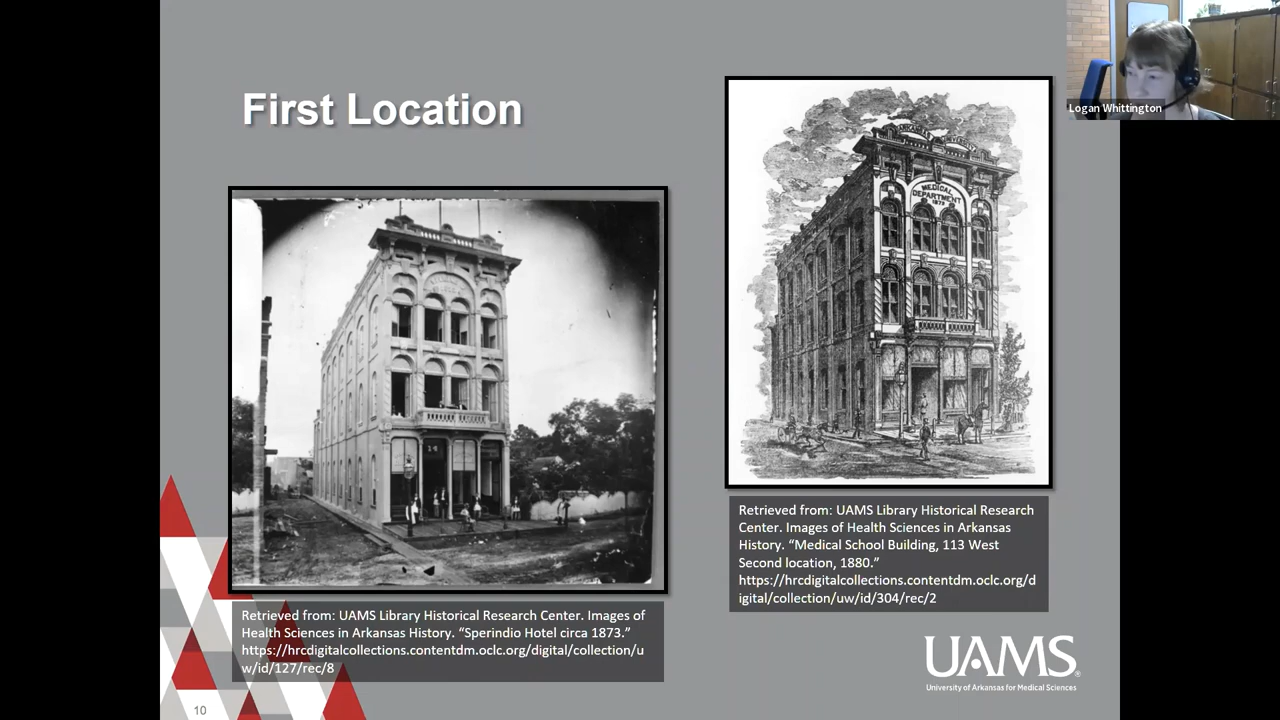 First Location
Logan Whittington
ARKANSAS
MEDICAL
DEPARTMENT
1879
14
Retrieved from: UAMS Library Historical Research
Center. Images of Health Sciences in Arkansas
History. “Medical School Building, 113 West
Second location, 1880.”
https://hrcdigitalcollections.contentdm.oclc.org/d
igital/collection/uw/id/304/rec/2
Retrieved from: UAMS Library Historical Research Center. Images of
Health Sciences in Arkansas History. “Sperindio Hotel circa 1873.”
https://hrcdigitalcollections.contentdm.oclc.org/digital/collection/u
w/id/127/rec/8
UAMS®
University of Arkansas for Medical Sciences
10